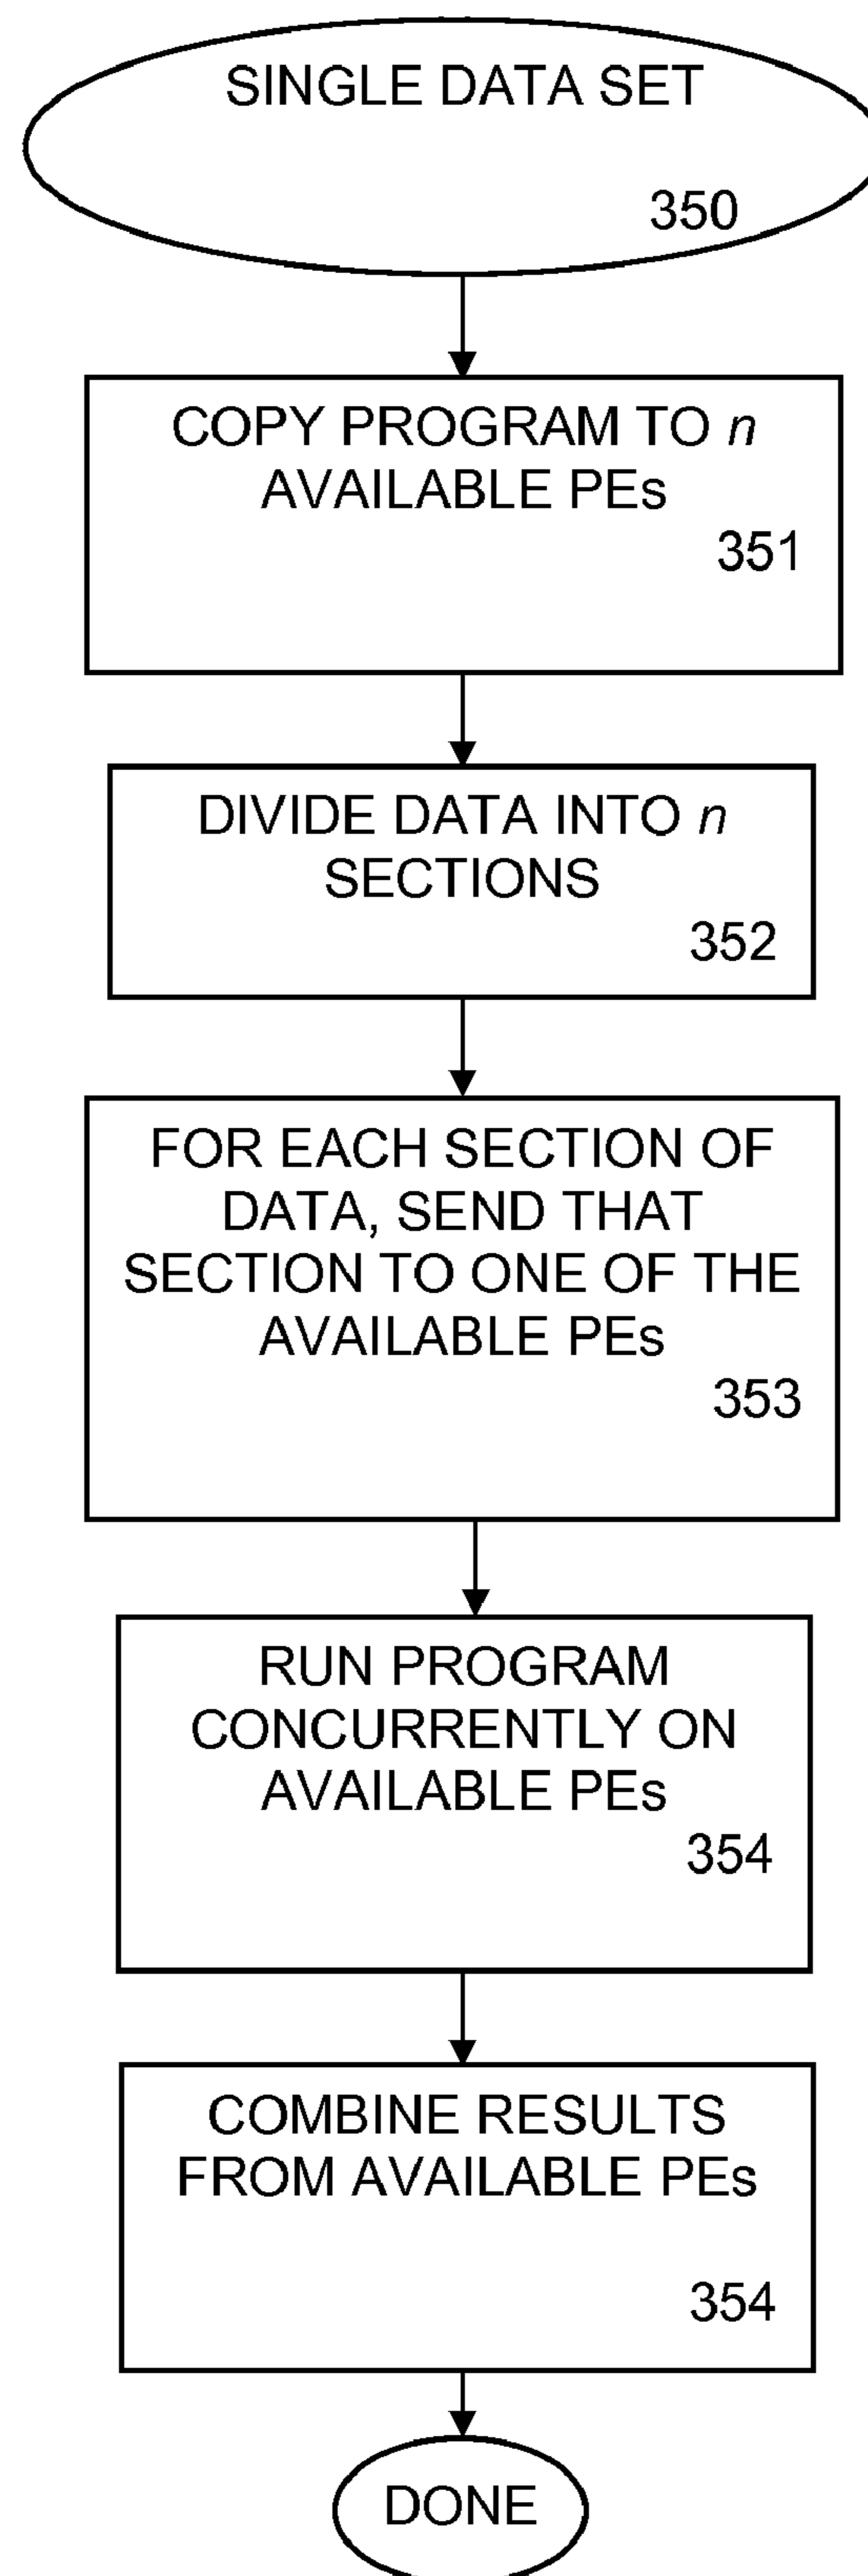 SINGLE DATA SET
350
COPY PROGRAM TO n
AVAILABLE PEs
351
DIVIDE DATA INTO n
SECTIONS
352
FOR EACH SECTION OF
DATA, SEND THAT
SECTION TO ONE OF THE
AVAILABLE PEs
353
RUN PROGRAM
CONCURRENTLY ON
AVAILABLE PEs
354
COMBINE RESULTS
FROM AVAILABLE PEs
354
DONE